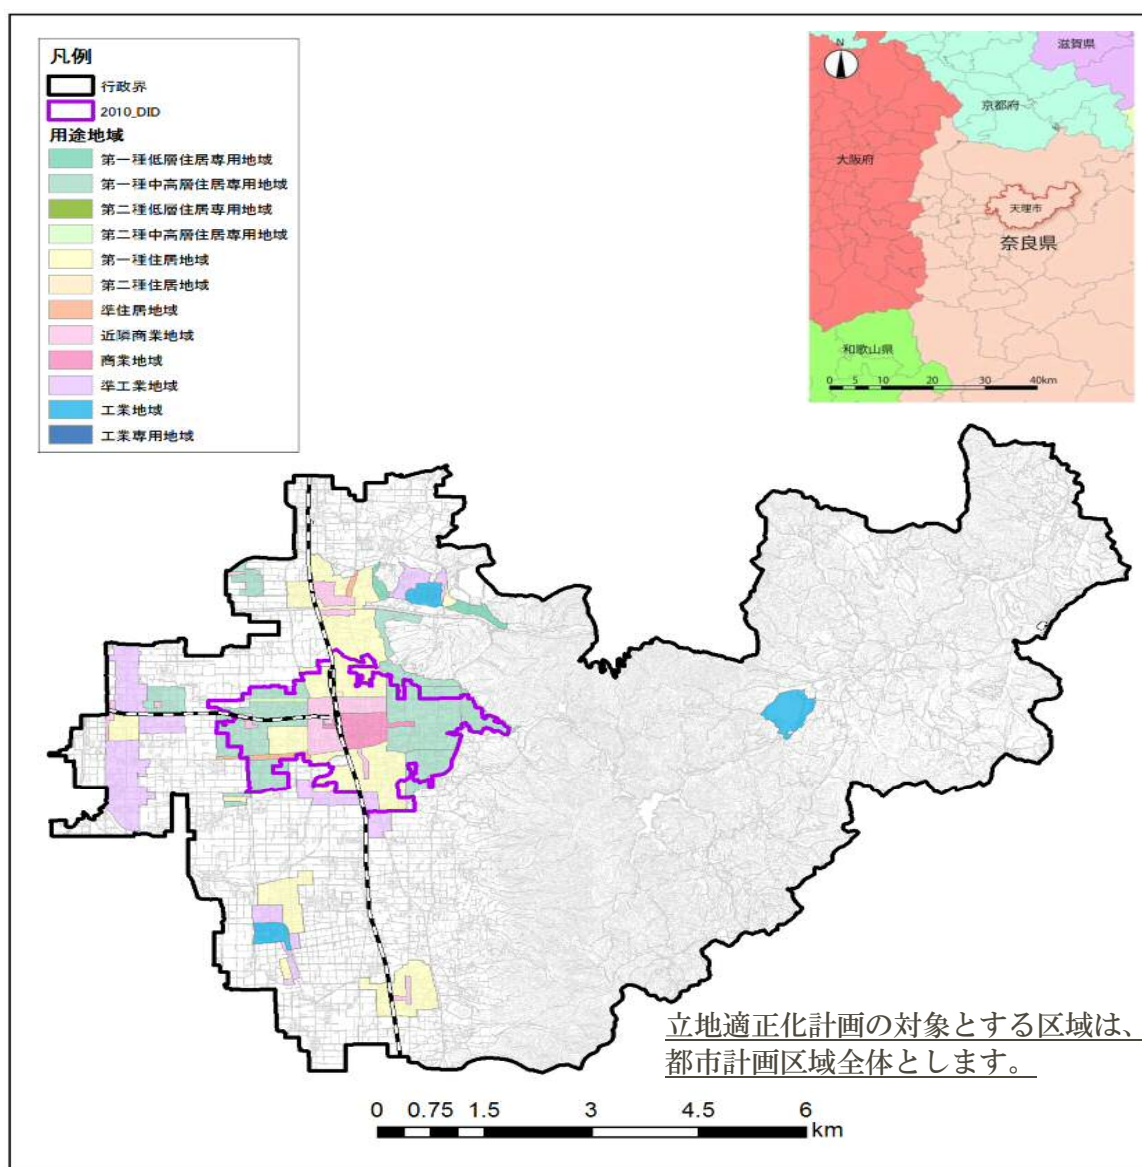 凡例
行政界
2010_DID
用途地域
第一種低層住居専用地域
第一種中高層住居専用地域
第二種低層住居専用地域
第二種中高層住居専用地域
第一種住居地域
第二種住居地域
準住居地域
近隣商業地域
商業地域
準工業地域
工業地域
工業専用地域
N
滋賀県
京都府
大阪府
天理市
奈良県
和歌山県
0 5 10 20 30 40km
立地適正化計画の対象とする区域は、
都市計画区域全体とします。
0 0.75 1.5 3 4.5 6
km